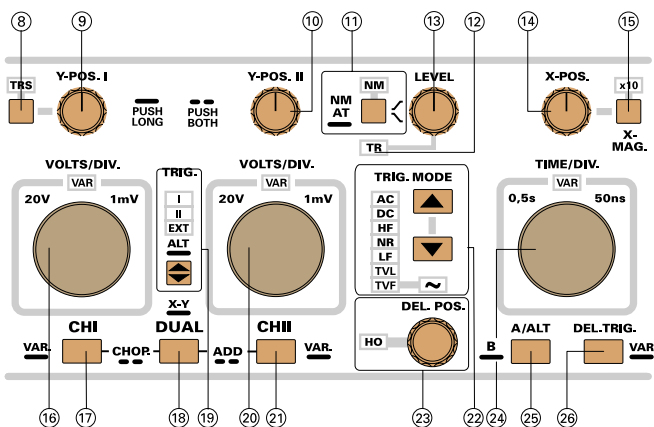 8 9 10 11 13 12 14 15
TRS Y-POS. I Y-POS. II NM LEVEL X-POS. x10
PUSH LONG
PUSH BOTH
NM
AT
TR
X-MAG.
VOLTS/DIV.
VAR
20V 1mV
TRIG.
I
II
EXT
ALT
VOLTS/DIV.
VAR
20V 1mV
TRIG. MODE
AC
DC
HF
NR
LF
TVL
TVF ~
TIME/DIV.
VAR
0,5s 50ns
X-Y
VAR. CHI CHOP. DUAL ADD CHII VAR.
DEL. POS.
HO
B A/ALT DEL.TRIG. VAR
16 17 18 19 20 21 23 22 24 25 26